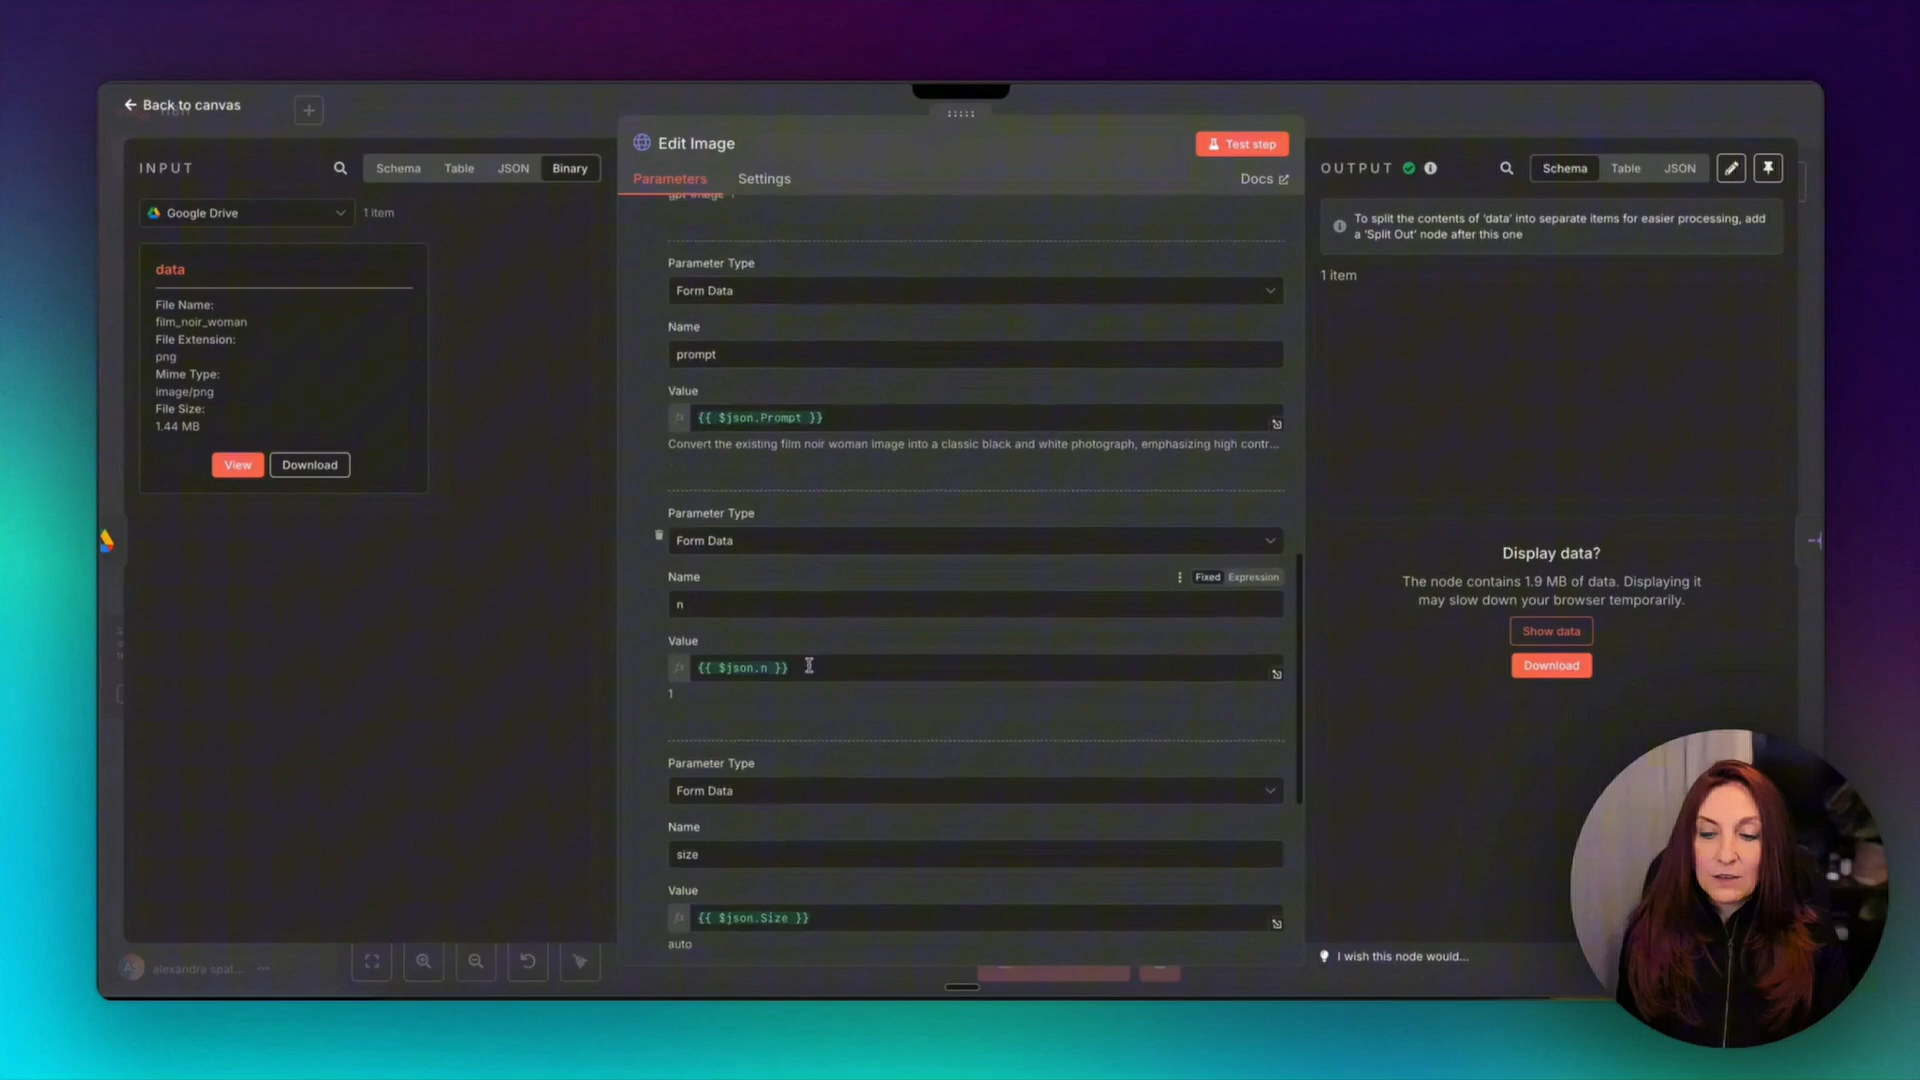 Back to canvas
INPUT
Schema
Table
JSON
Binary
Google Drive
1 item
data
File Name:
film_noir_woman
File Extension:
png
Mime Type:
image/png
File Size:
1.44 MB
View
Download
AS
alexandra spal...
Edit Image
Test step
Parameters
Settings
Docs
Parameter Type
Form Data
Name
prompt
Value
fx
{{ $json.Prompt }}
Convert the existing film noir woman image into a classic black and white photograph, emphasizing high contr...
Parameter Type
Form Data
Name
Fixed
Expression
n
Value
fx
{{ $json.n }}
1
Parameter Type
Form Data
Name
size
Value
fx
{{ $json.Size }}
auto
OUTPUT
Schema
Table
JSON
To split the contents of 'data' into separate items for easier processing, add
a 'Split Out' node after this one
1 item
Display data?
The node contains 1.9 MB of data. Displaying it
may slow down your browser temporarily.
Show data
Download
I wish this node would...